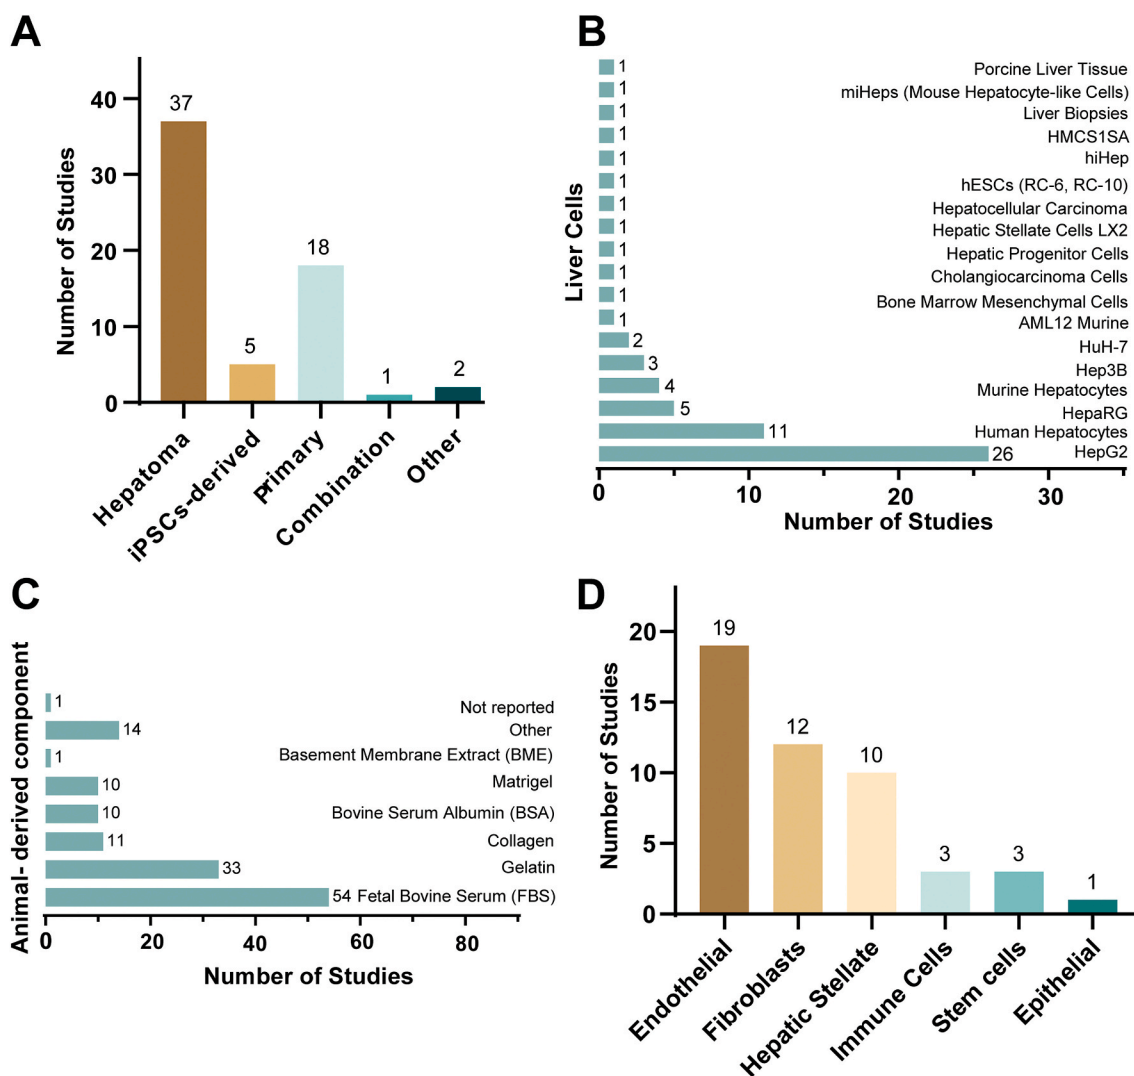 A
Number of Studies
40
30
20
10
0
37
5
18
1
2
Hepatoma
iPSCs-derived
Primary
Combination
Other
B
Liver Cells
1 Porcine Liver Tissue
1 miHeps (Mouse Hepatocyte-like Cells)
1 Liver Biopsies
1 HMCS1SA
1 hiHep
1 hESCs (RC-6, RC-10)
1 Hepatocellular Carcinoma
1 Hepatic Stellate Cells LX2
1 Hepatic Progenitor Cells
1 Cholangiocarcinoma Cells
1 Bone Marrow Mesenchymal Cells
1 AML12 Murine
2 HuH-7
3 Hep3B
4 Murine Hepatocytes
5 HepaRG
11 Human Hepatocytes
26 HepG2
0 10 20 30
Number of Studies
C
Animal- derived component
1 Not reported
14 Other
1 Basement Membrane Extract (BME)
10 Matrigel
10 Bovine Serum Albumin (BSA)
11 Collagen
33 Gelatin
54 Fetal Bovine Serum (FBS)
0 20 40 60 80
Number of Studies
D
Number of Studies
20
15
10
5
0
19
12
10
3
3
1
Endothelial
Fibroblasts
Hepatic Stellate
Immune Cells
Stem cells
Epithelial